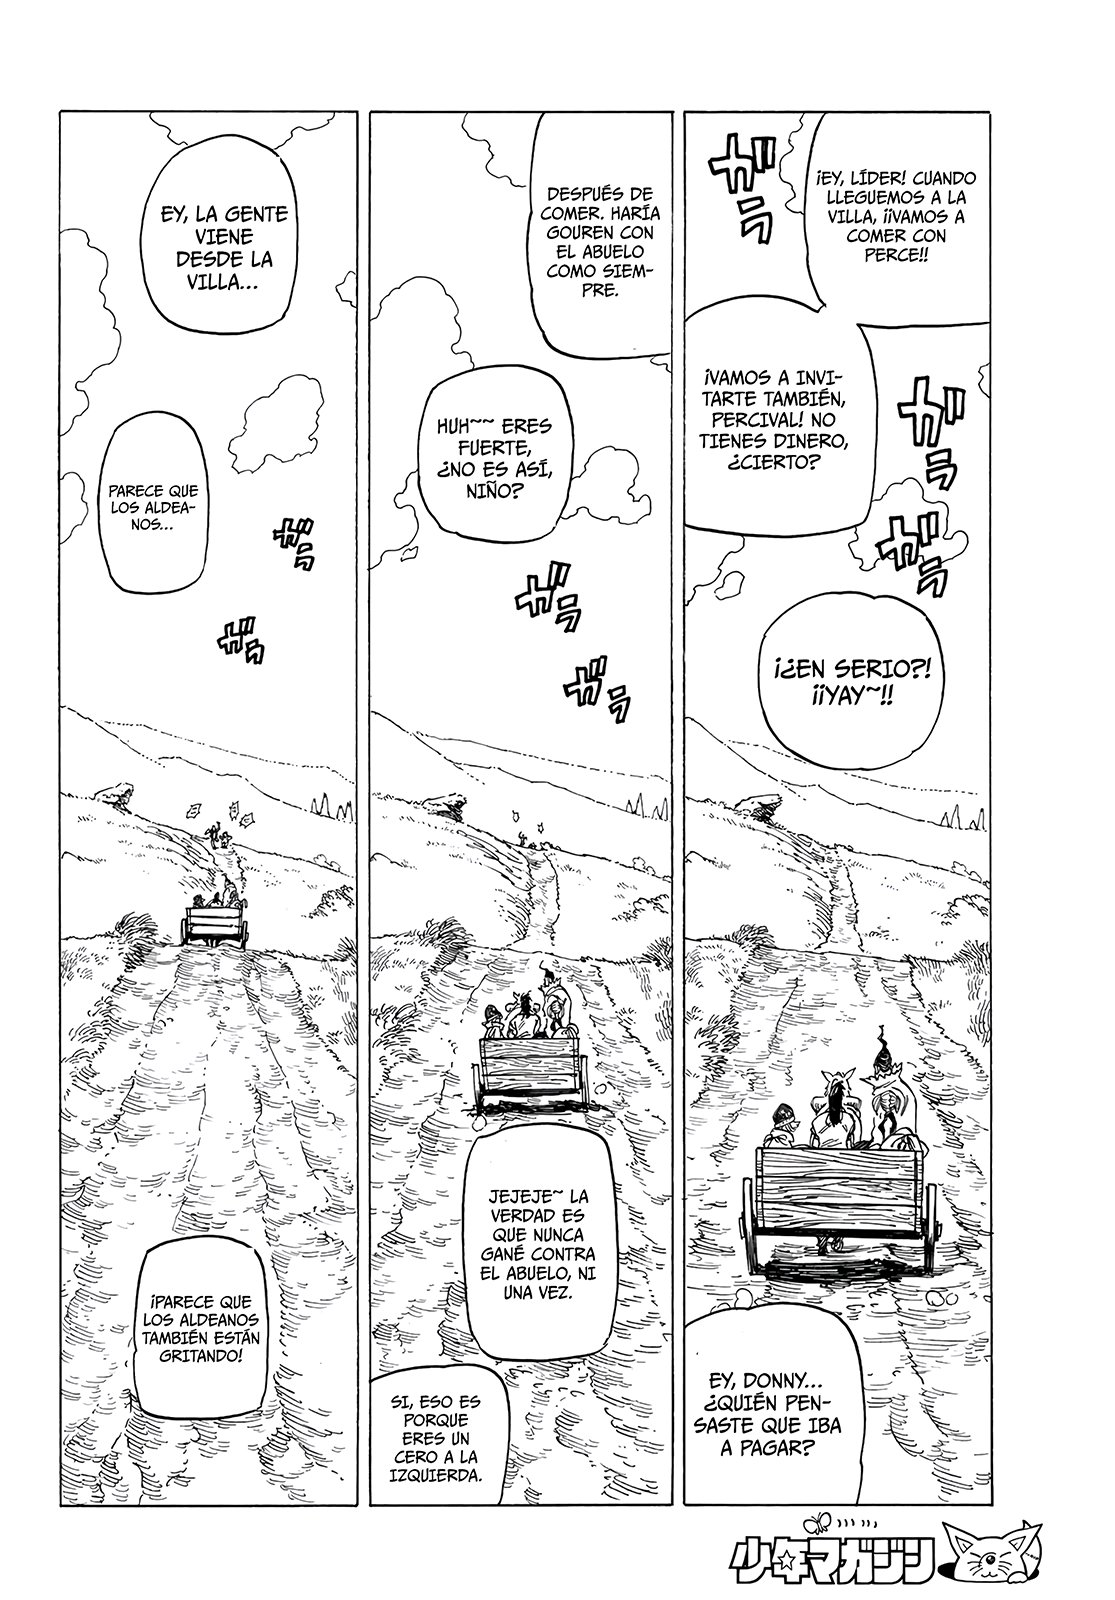 ¡EY, LÍDER! CUANDO
LLEGUEMOS A LA
VILLA, ¡¡VAMOS A
COMER CON
PERCE!!
ガ
ラ
¡VAMOS A INVI-
TARTE TAMBIÉN,
PERCIVAL! NO
TIENES DINERO,
¿CIERTO?
ガ
ラ
ガ
ラ
¡¿EN SERIO?!
¡¡YAY~!!
EY, DONNY...
¿QUIÉN PEN-
SASTE QUE IBA
A PAGAR?
DESPUÉS DE
COMER. HARÍA
GOUREN CON
EL ABUELO
COMO SIEM-
PRE.
HUH~~ ERES
FUERTE,
¿NO ES ASÍ,
NIÑO?
ガ
ラ
ガ
ラ
JEJEJE~ LA
VERDAD ES
QUE NUNCA
GANÉ CONTRA
EL ABUELO, NI
UNA VEZ.
SI, ESO ES
PORQUE
ERES UN
CERO A LA
IZQUIERDA.
EY, LA GENTE
VIENE
DESDE LA
VILLA...
PARECE QUE
LOS ALDEA-
NOS...
ガ
ラ
ガ
ラ
¡PARECE QUE
LOS ALDEANOS
TAMBIÉN ESTÁN
GRITANDO!
少年マガジン